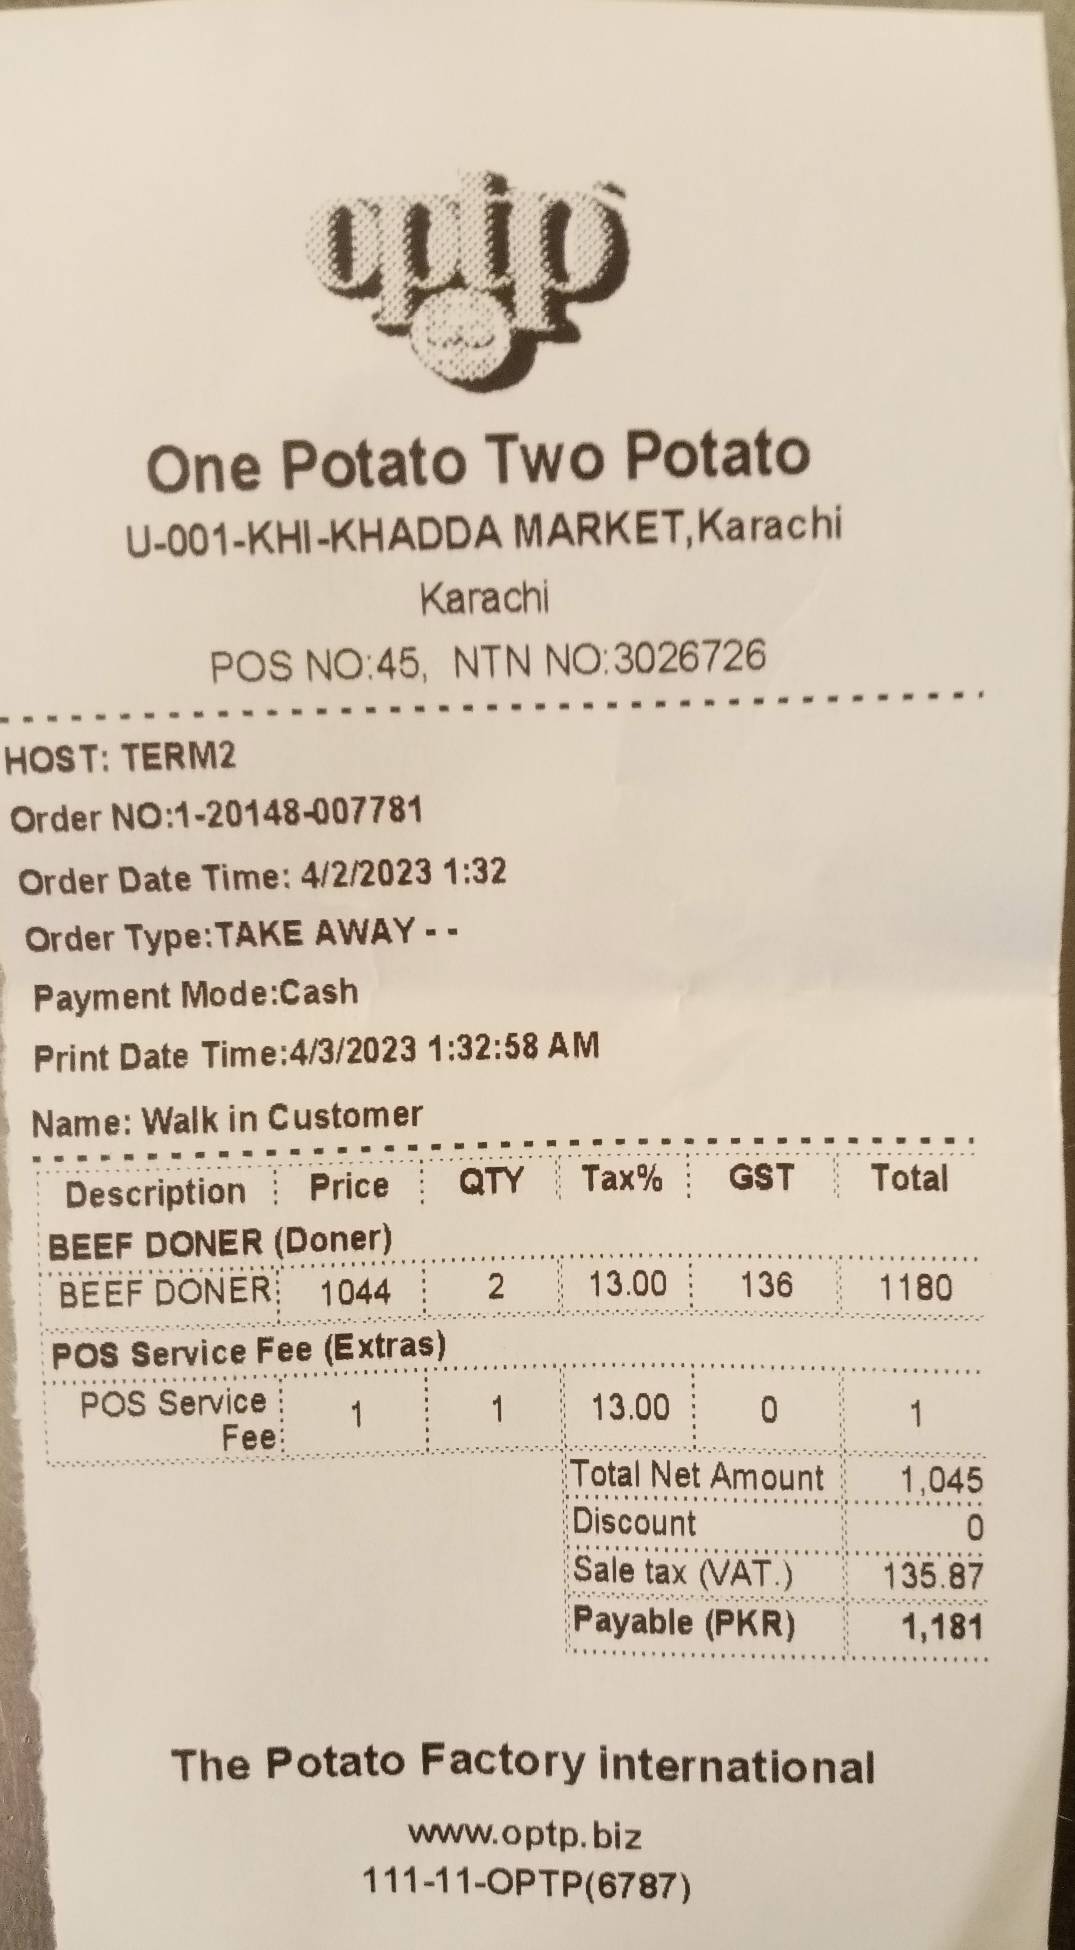 optp
One Potato Two Potato
U-001-KHI-KHADDA MARKET,Karachi
Karachi
POS NO:45, NTN NO:3026726
HOST: TERM2
Order NO:1-20148-007781
Order Date Time: 4/2/2023 1:32
Order Type:TAKE AWAY - -
Payment Mode:Cash
Print Date Time:4/3/2023 1:32:58 AM
Name: Walk in Customer
Description Price QTY Tax% GST Total
BEEF DONER (Doner)
BEEF DONER 1044 2 13.00 136 1180
POS Service Fee (Extras)
POS Service 1 1 13.00 0 1
Fee
Total Net Amount 1,045
Discount 0
Sale tax (VAT.) 135.87
Payable (PKR) 1,181
The Potato Factory international
www.optp.biz
111-11-OPTP(6787)